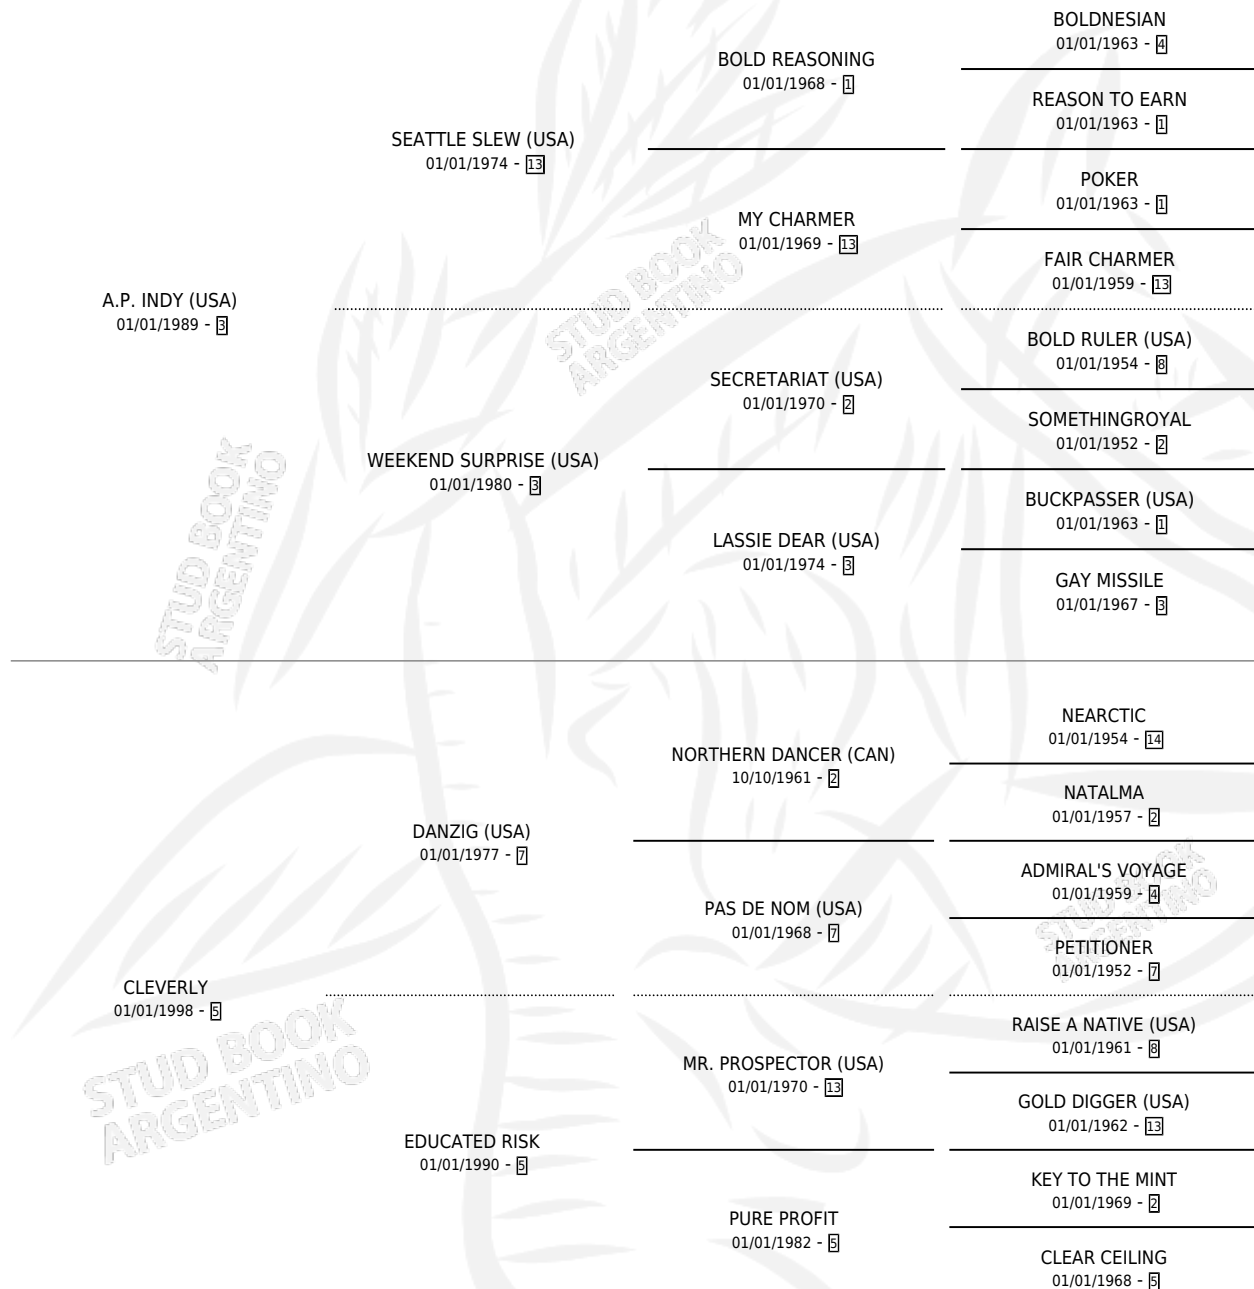 BOLDNESIAN
01/01/1963 - 4
BOLD REASONING
01/01/1968 - 1
REASON TO EARN
01/01/1963 - 1
SEATTLE SLEW (USA)
01/01/1974 - 13
POKER
01/01/1963 - 1
MY CHARMER
01/01/1969 - 13
FAIR CHARMER
01/01/1959 - 13
A.P. INDY (USA)
01/01/1989 - 3
BOLD RULER (USA)
01/01/1954 - 8
SECRETARIAT (USA)
01/01/1970 - 2
SOMETHINGROYAL
01/01/1952 - 2
WEEKEND SURPRISE (USA)
01/01/1980 - 3
BUCKPASSER (USA)
01/01/1963 - 1
LASSIE DEAR (USA)
01/01/1974 - 3
GAY MISSILE
01/01/1967 - 3
NEARCTIC
01/01/1954 - 14
NORTHERN DANCER (CAN)
10/10/1961 - 2
NATALMA
01/01/1957 - 2
DANZIG (USA)
01/01/1977 - 7
ADMIRAL'S VOYAGE
01/01/1959 - 4
PAS DE NOM (USA)
01/01/1968 - 7
PETITIONER
01/01/1952 - 7
CLEVERLY
01/01/1998 - 5
RAISE A NATIVE (USA)
01/01/1961 - 8
MR. PROSPECTOR (USA)
01/01/1970 - 13
GOLD DIGGER (USA)
01/01/1962 - 13
EDUCATED RISK
01/01/1990 - 5
KEY TO THE MINT
01/01/1969 - 2
PURE PROFIT
01/01/1982 - 5
CLEAR CEILING
01/01/1968 - 5
STUD BOOK
ARGENTINO
STUD BOOK
ARGENTINO
STUD BOOK
ARGENTINO
STUD BOOK
ARGENTINO